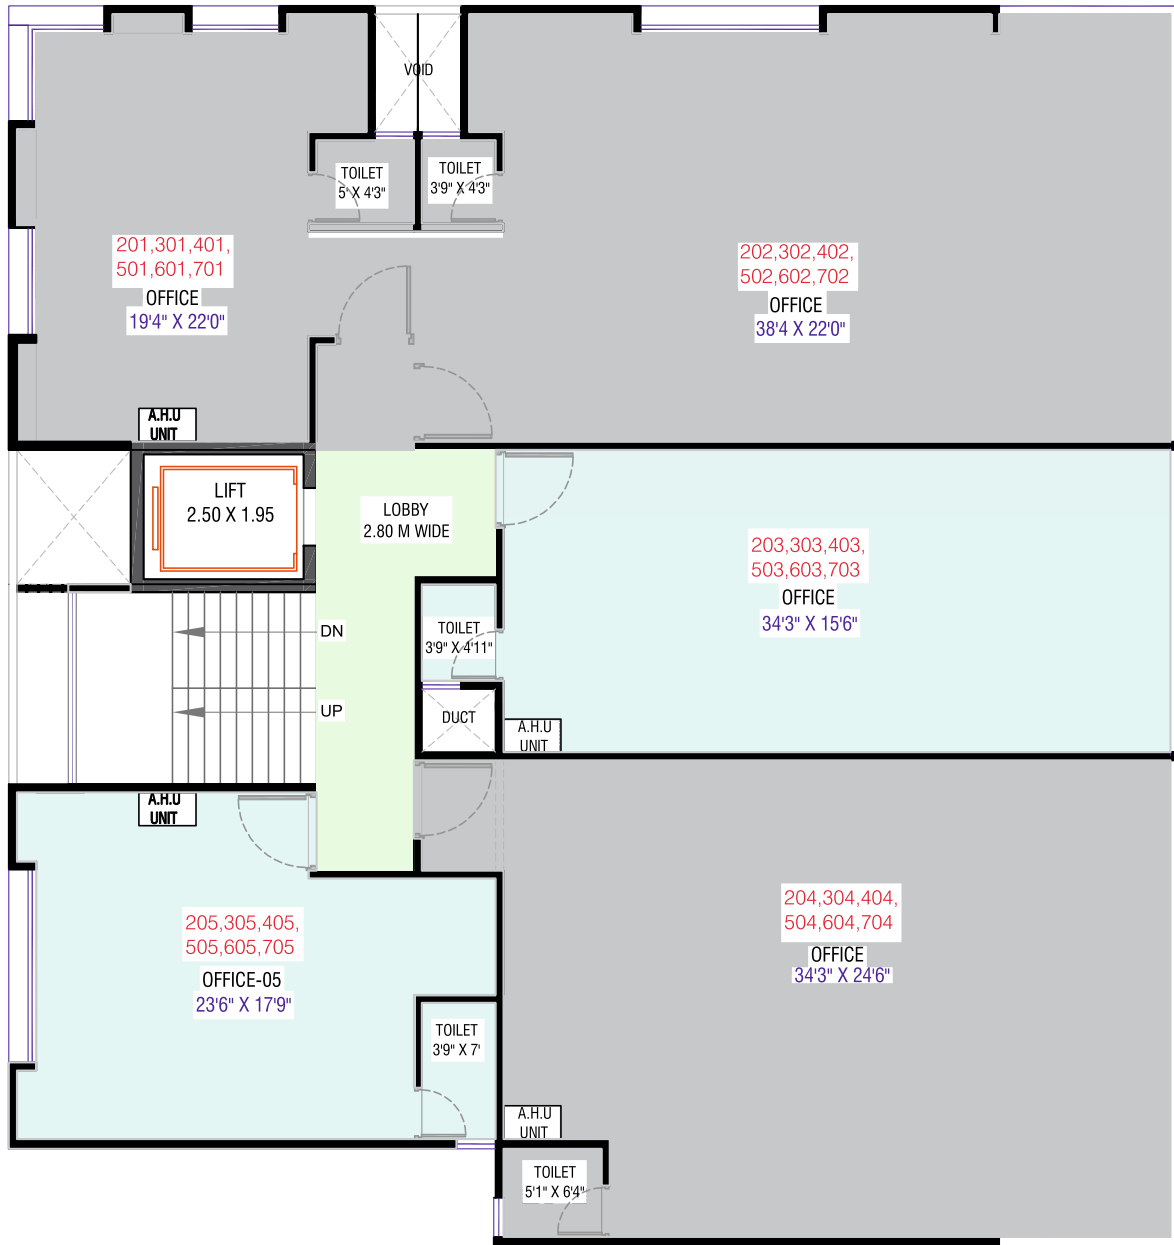 VOID
TOILET
5' X 4'3"
TOILET
3'9" X 4'3"
201,301,401,
501,601,701
OFFICE
19'4" X 22'0"
202,302,402,
502,602,702
OFFICE
38'4 X 22'0"
A.H.U
UNIT
LIFT
2.50 X 1.95
LOBBY
2.80 M WIDE
203,303,403,
503,603,703
OFFICE
34'3" X 15'6"
DN
TOILET
3'9" X 4'11"
UP
DUCT
A.H.U
UNIT
A.H.U
UNIT
204,304,404,
504,604,704
OFFICE
34'3" X 24'6"
205,305,405,
505,605,705
OFFICE-05
23'6" X 17'9"
TOILET
3'9" X 7'
A.H.U
UNIT
TOILET
5'1" X 6'4"